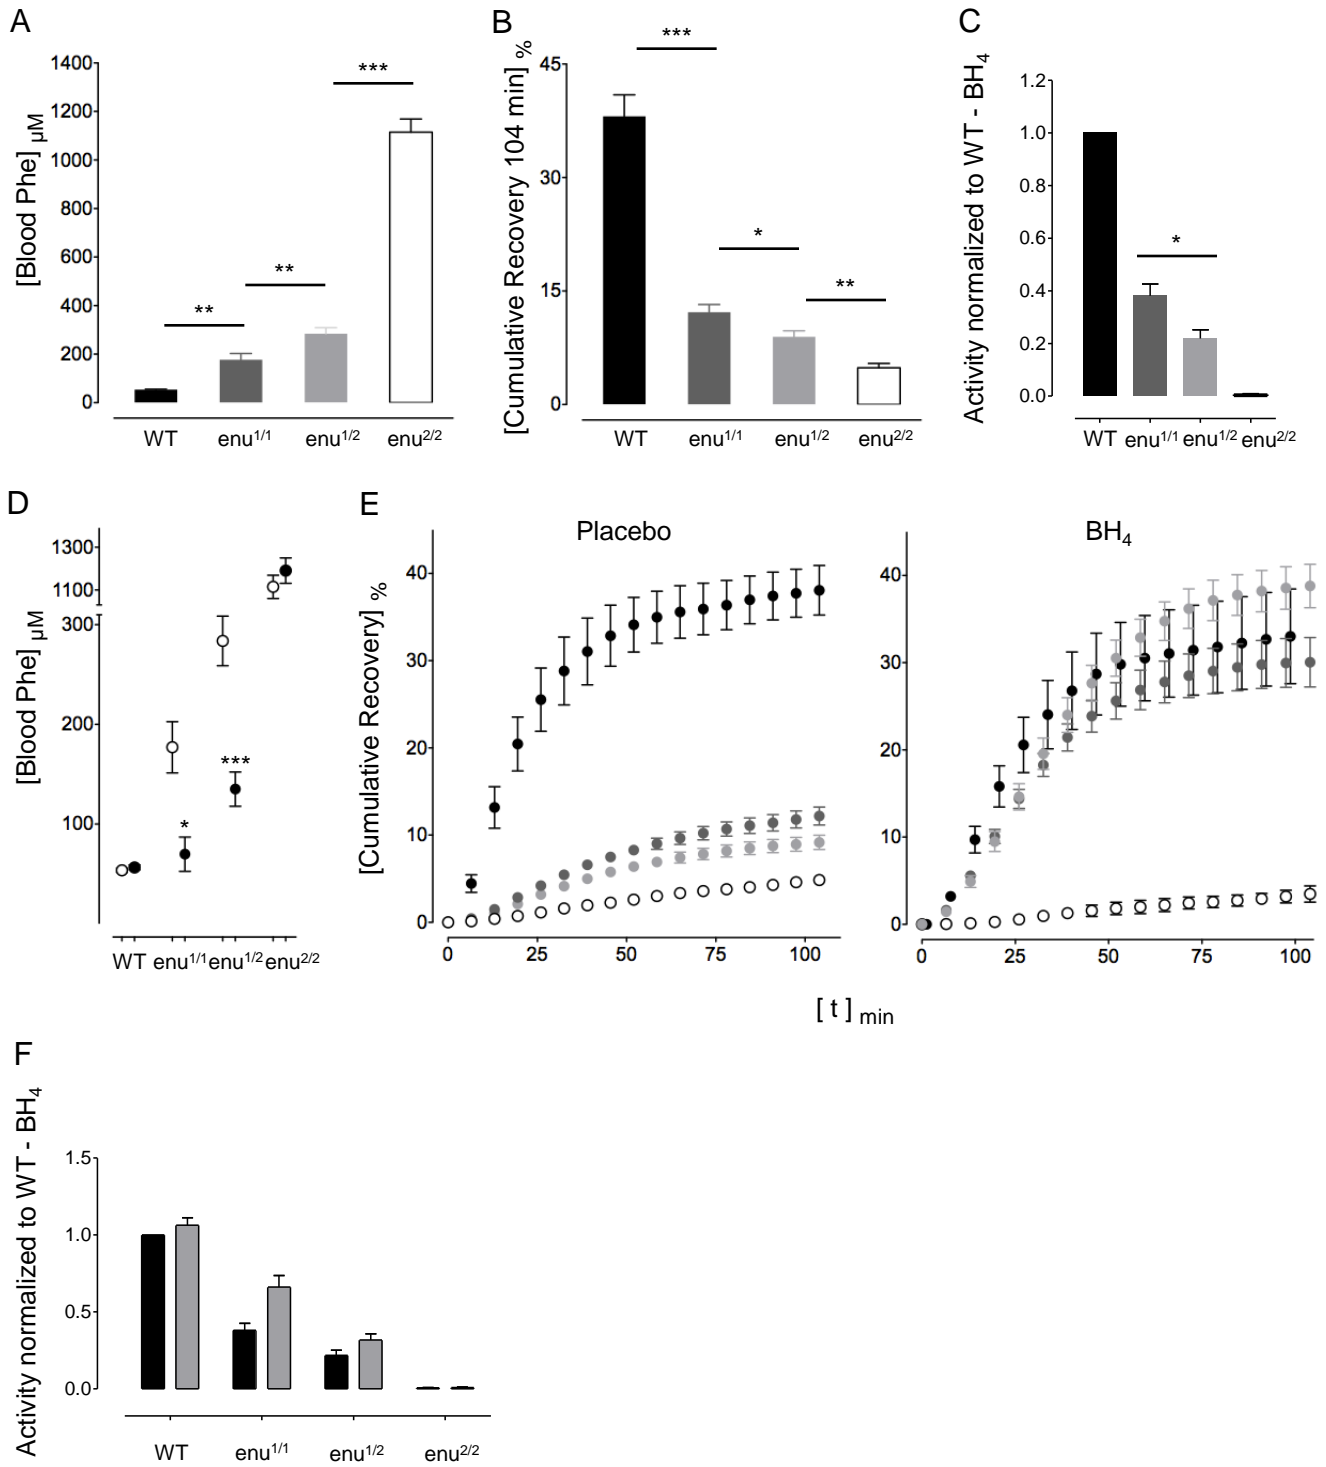 A
[Blood Phe] µM
1400
1200
1000
800
600
400
200
0
**
**
***
WT enu1/1 enu1/2 enu2/2
B
[Cumulative Recovery 104 min] %
45
30
15
0
***
*
**
WT enu1/1 enu1/2 enu2/2
C
Activity normalized to WT - BH4
1.2
1.0
0.8
0.6
0.4
0.2
0.0
*
WT enu1/1 enu1/2 enu2/2
D
[Blood Phe] µM
1300
1100
300
200
100
*
***
WT enu1/1 enu1/2 enu2/2
E
Placebo
[Cumulative Recovery] %
40
30
20
10
0
0 25 50 75 100
BH4
40
30
20
10
0
0 25 50 75 100
[ t ] min
F
Activity normalized to WT - BH4
1.5
1.0
0.5
0.0
WT enu1/1 enu1/2 enu2/2